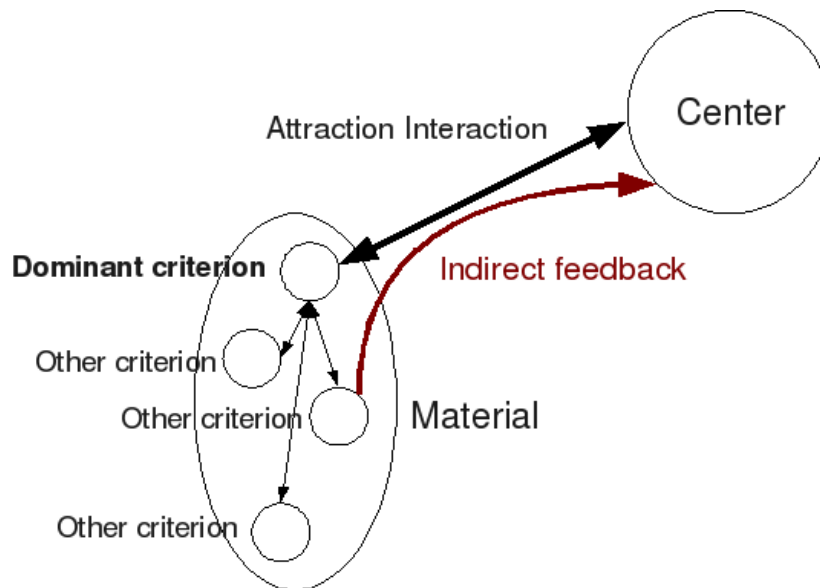 Center
Attraction Interaction
Dominant criterion
Indirect feedback
Other criterion
Other criterion
Material
Other criterion